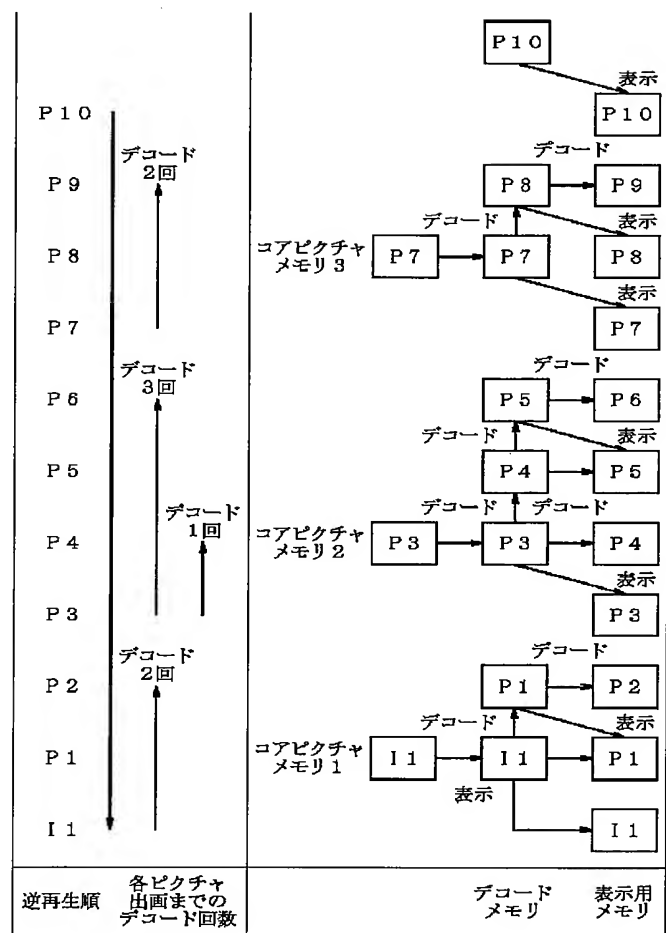 P10
表示
P10
P10
デコード
2回
デコード
P9
P8
P9
デコード
表示
P8
コアピクチャ
メモリ3
P7
P7
P8
表示
P7
P7
デコード
3回
デコード
P6
P5
P6
デコード
表示
P5
P4
P5
デコード
1回
デコード
デコード
P4
コアピクチャ
メモリ2
P3
P3
P4
表示
P3
P3
デコード
2回
デコード
P2
P1
P2
デコード
表示
P1
コアピクチャ
メモリ1
I1
I1
P1
表示
I1
I1
逆再生順
各ピクチャ
出画までの
デコード回数
デコード
メモリ
表示用
メモリ